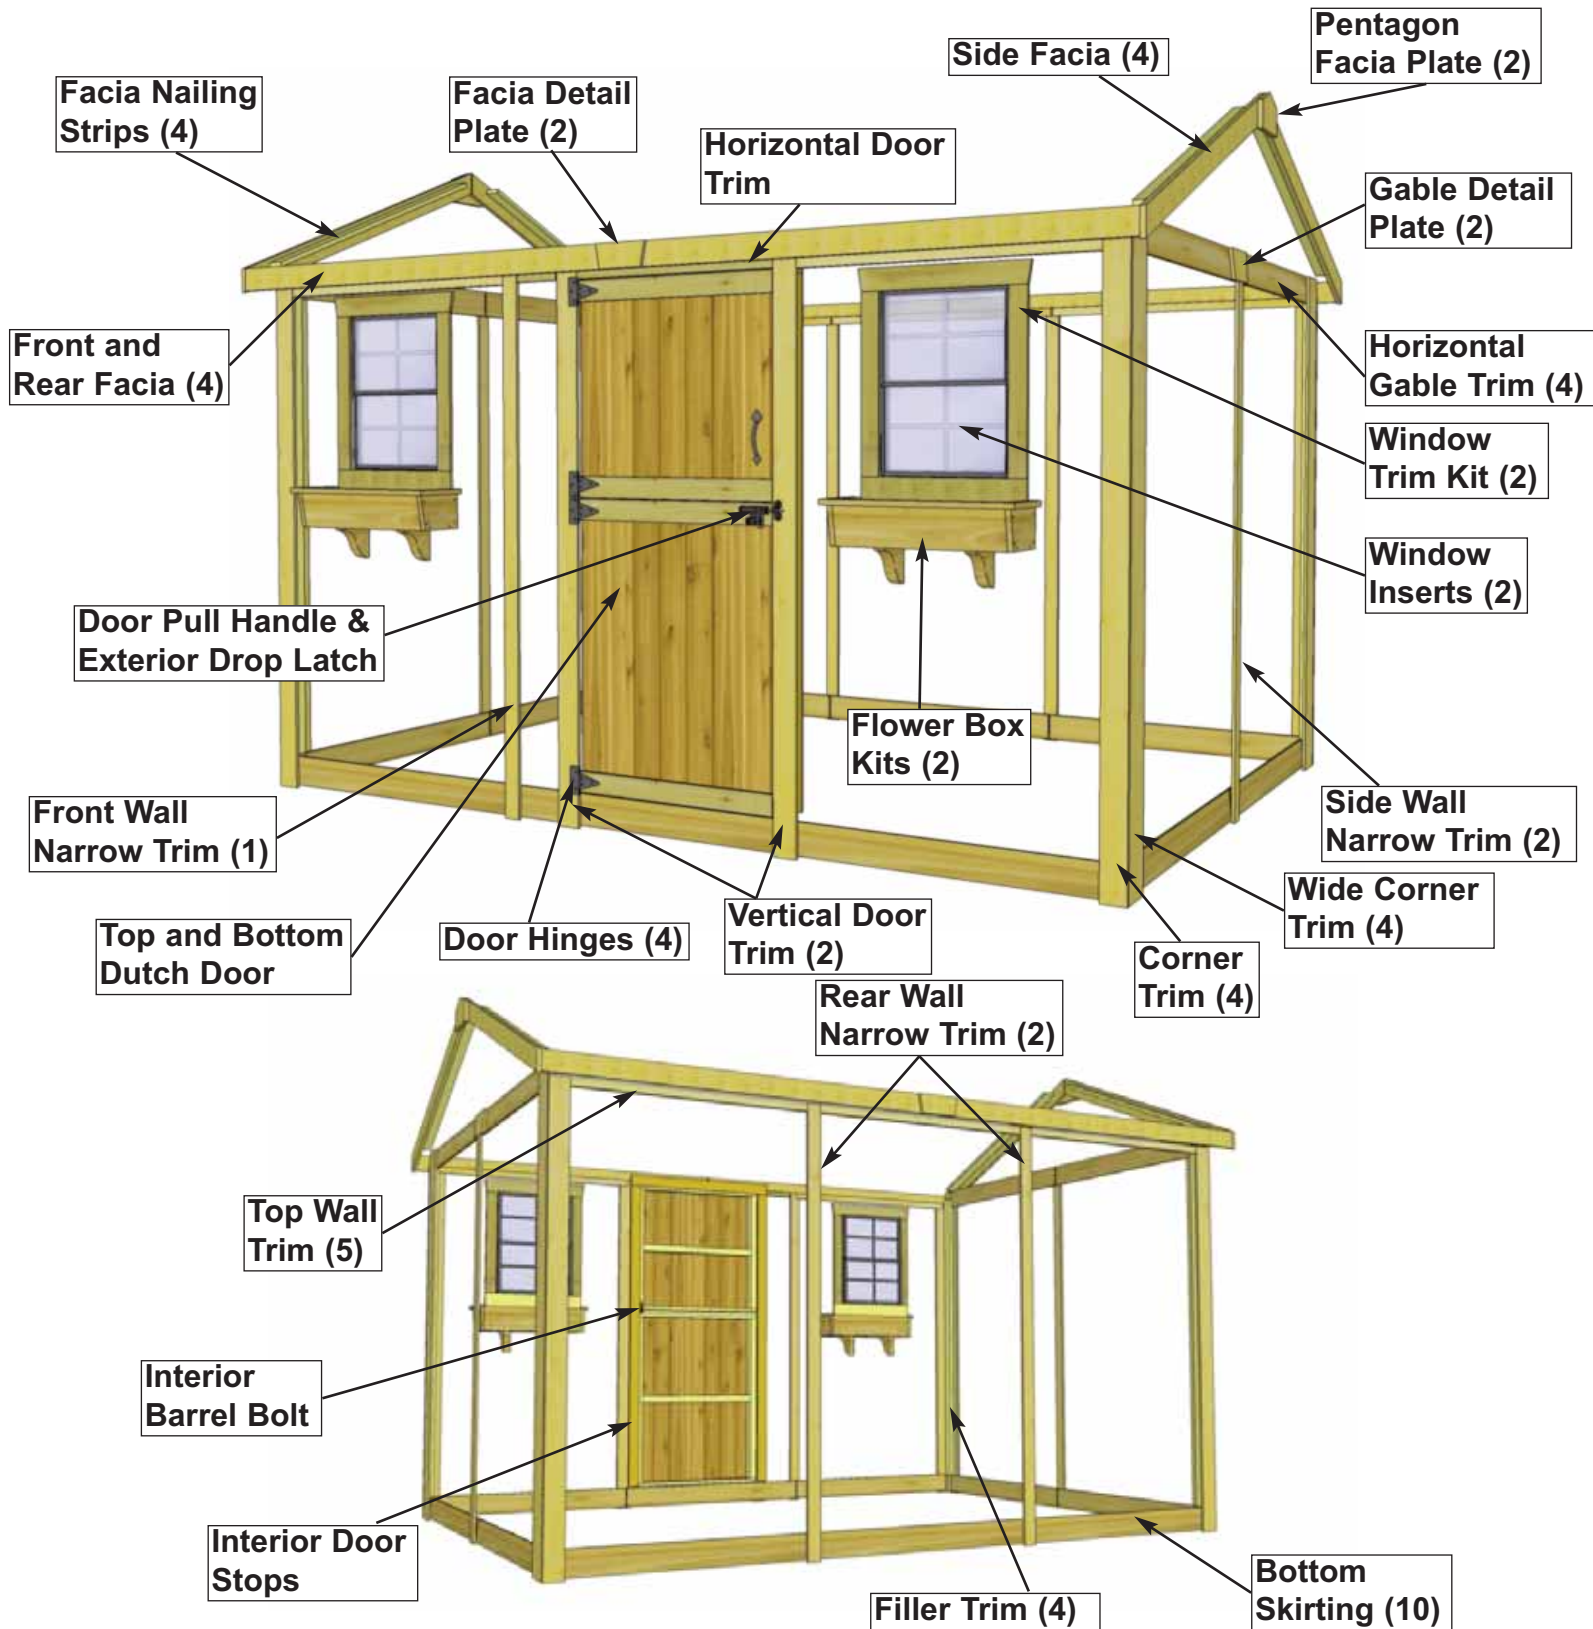 Pentagon
Facia Plate (2)
Side Facia (4)
Facia Nailing
Strips (4)
Facia Detail
Plate (2)
Horizontal Door
Trim
Gable Detail
Plate (2)
Front and
Rear Facia (4)
Horizontal
Gable Trim (4)
Window
Trim Kit (2)
Window
Inserts (2)
Door Pull Handle &
Exterior Drop Latch
Flower Box
Kits (2)
Front Wall
Narrow Trim (1)
Side Wall
Narrow Trim (2)
Wide Corner
Trim (4)
Top and Bottom
Dutch Door
Door Hinges (4)
Vertical Door
Trim (2)
Corner
Trim (4)
Rear Wall
Narrow Trim (2)
Top Wall
Trim (5)
Interior
Barrel Bolt
Interior Door
Stops
Filler Trim (4)
Bottom
Skirting (10)